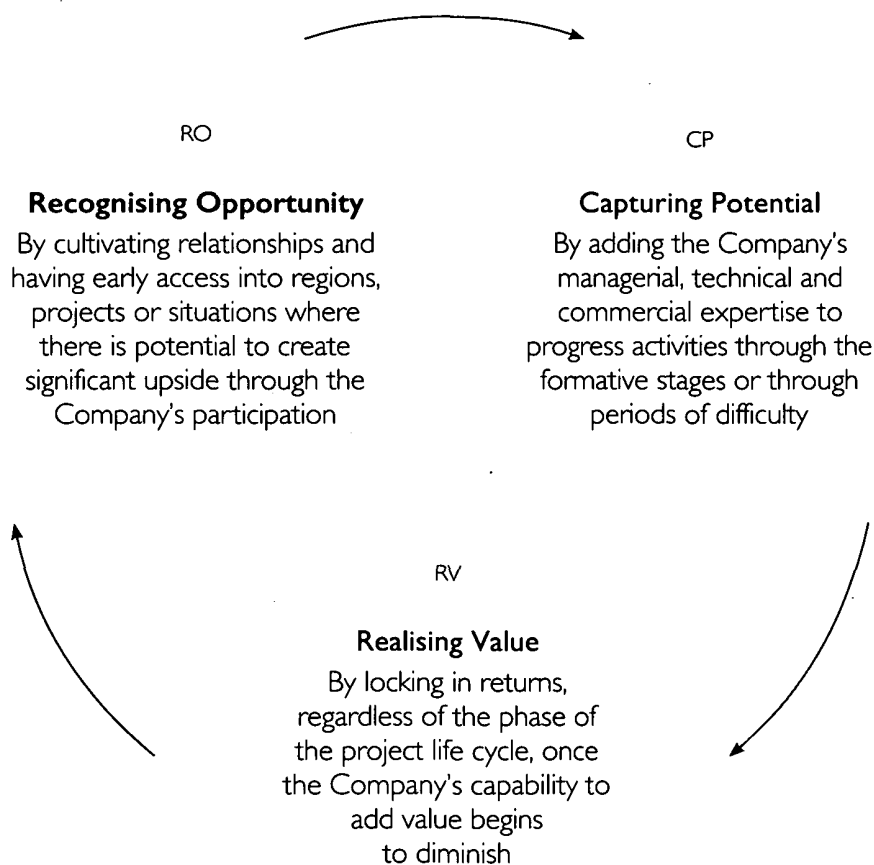 RO
Recognising Opportunity
By cultivating relationships and
having early access into regions,
projects or situations where
there is potential to create
significant upside through the
Company's participation
CP
Capturing Potential
By adding the Company's
managerial, technical and
commercial expertise to
progress activities through the
formative stages or through
periods of difficulty
RV
Realising Value
By locking in returns,
regardless of the phase of
the project life cycle, once
the Company's capability to
add value begins
to diminish